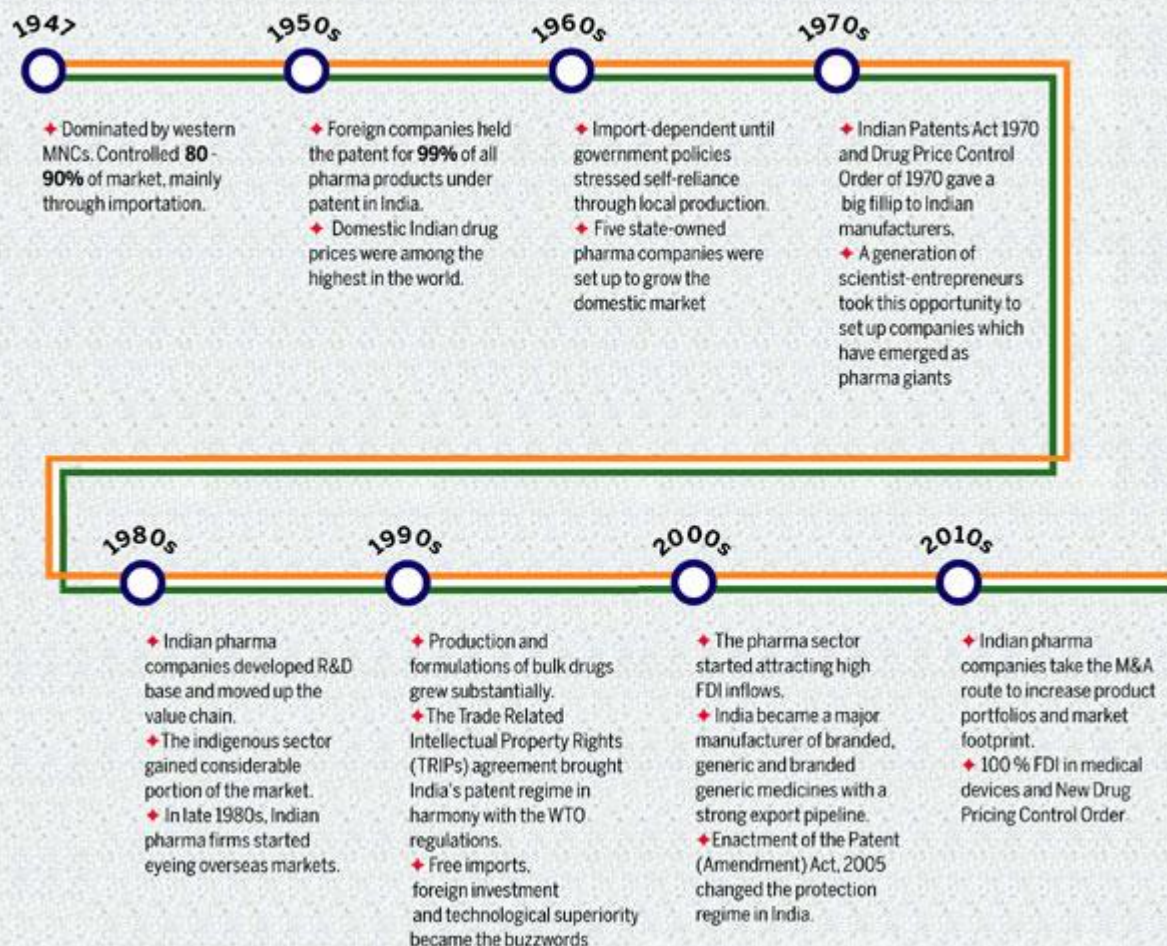 1947
✦ Dominated by western
MNCs. Controlled 80 -
90% of market, mainly
through importation.
1950s
✦ Foreign companies held
the patent for 99% of all
pharma products under
patent in India.
✦ Domestic Indian drug
prices were among the
highest in the world.
1960s
✦ Import-dependent until
government policies
stressed self-reliance
through local production.
✦ Five state-owned
pharma companies were
set up to grow the
domestic market
1970s
✦ Indian Patents Act 1970
and Drug Price Control
Order of 1970 gave a
big fillip to Indian
manufacturers.
✦ A generation of
scientist-entrepreneurs
took this opportunity to
set up companies which
have emerged as
pharma giants
1980s
✦ Indian pharma
companies developed R&D
base and moved up the
value chain.
✦ The indigenous sector
gained considerable
portion of the market.
✦ In late 1980s, Indian
pharma firms started
eyeing overseas markets.
1990s
✦ Production and
formulations of bulk drugs
grew substantially.
✦ The Trade Related
Intellectual Property Rights
(TRIPs) agreement brought
India's patent regime in
harmony with the WTO
regulations.
✦ Free imports,
foreign investment
and technological superiority
became the buzzwords
2000s
✦ The pharma sector
started attracting high
FDI inflows.
✦ India became a major
manufacturer of branded,
generic and branded
generic medicines with a
strong export pipeline.
✦ Enactment of the Patent
(Amendment) Act, 2005
changed the protection
regime in India.
2010s
✦ Indian pharma
companies take the M&A
route to increase product
portfolios and market
footprint.
✦ 100 % FDI in medical
devices and New Drug
Pricing Control Order